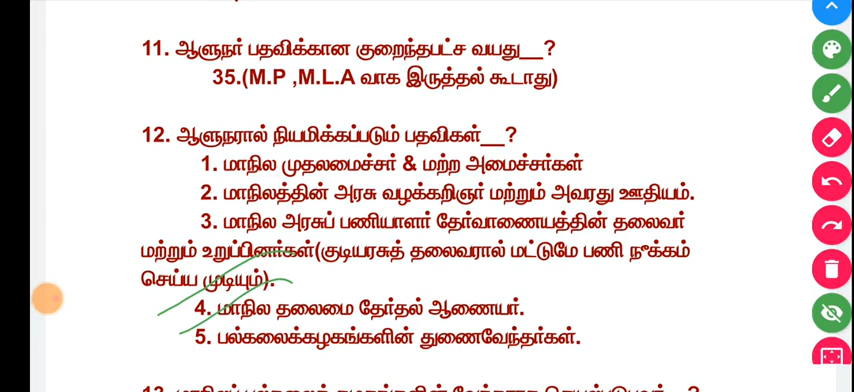 11. ஆளுநர் பதவிக்கான குறைந்தபட்ச வயது__?
35.(M.P ,M.L.A வாக இருத்தல் கூடாது)
12. ஆளுநரால் நியமிக்கப்படும் பதவிகள்__?
1. மாநில முதலமைச்சர் & மற்ற அமைச்சர்கள்
2. மாநிலத்தின் அரசு வழக்கறிஞர் மற்றும் அவரது ஊதியம்.
3. மாநில அரசுப் பணியாளர் தேர்வாணையத்தின் தலைவர்
மற்றும் உறுப்பினர்கள்(குடியரசுத் தலைவரால் மட்டுமே பணி நூக்கம்
செய்ய முடியும்).
4. மாநில தலைமை தேர்தல் ஆணையர்.
5. பல்கலைக்கழகங்களின் துணைவேந்தர்கள்.